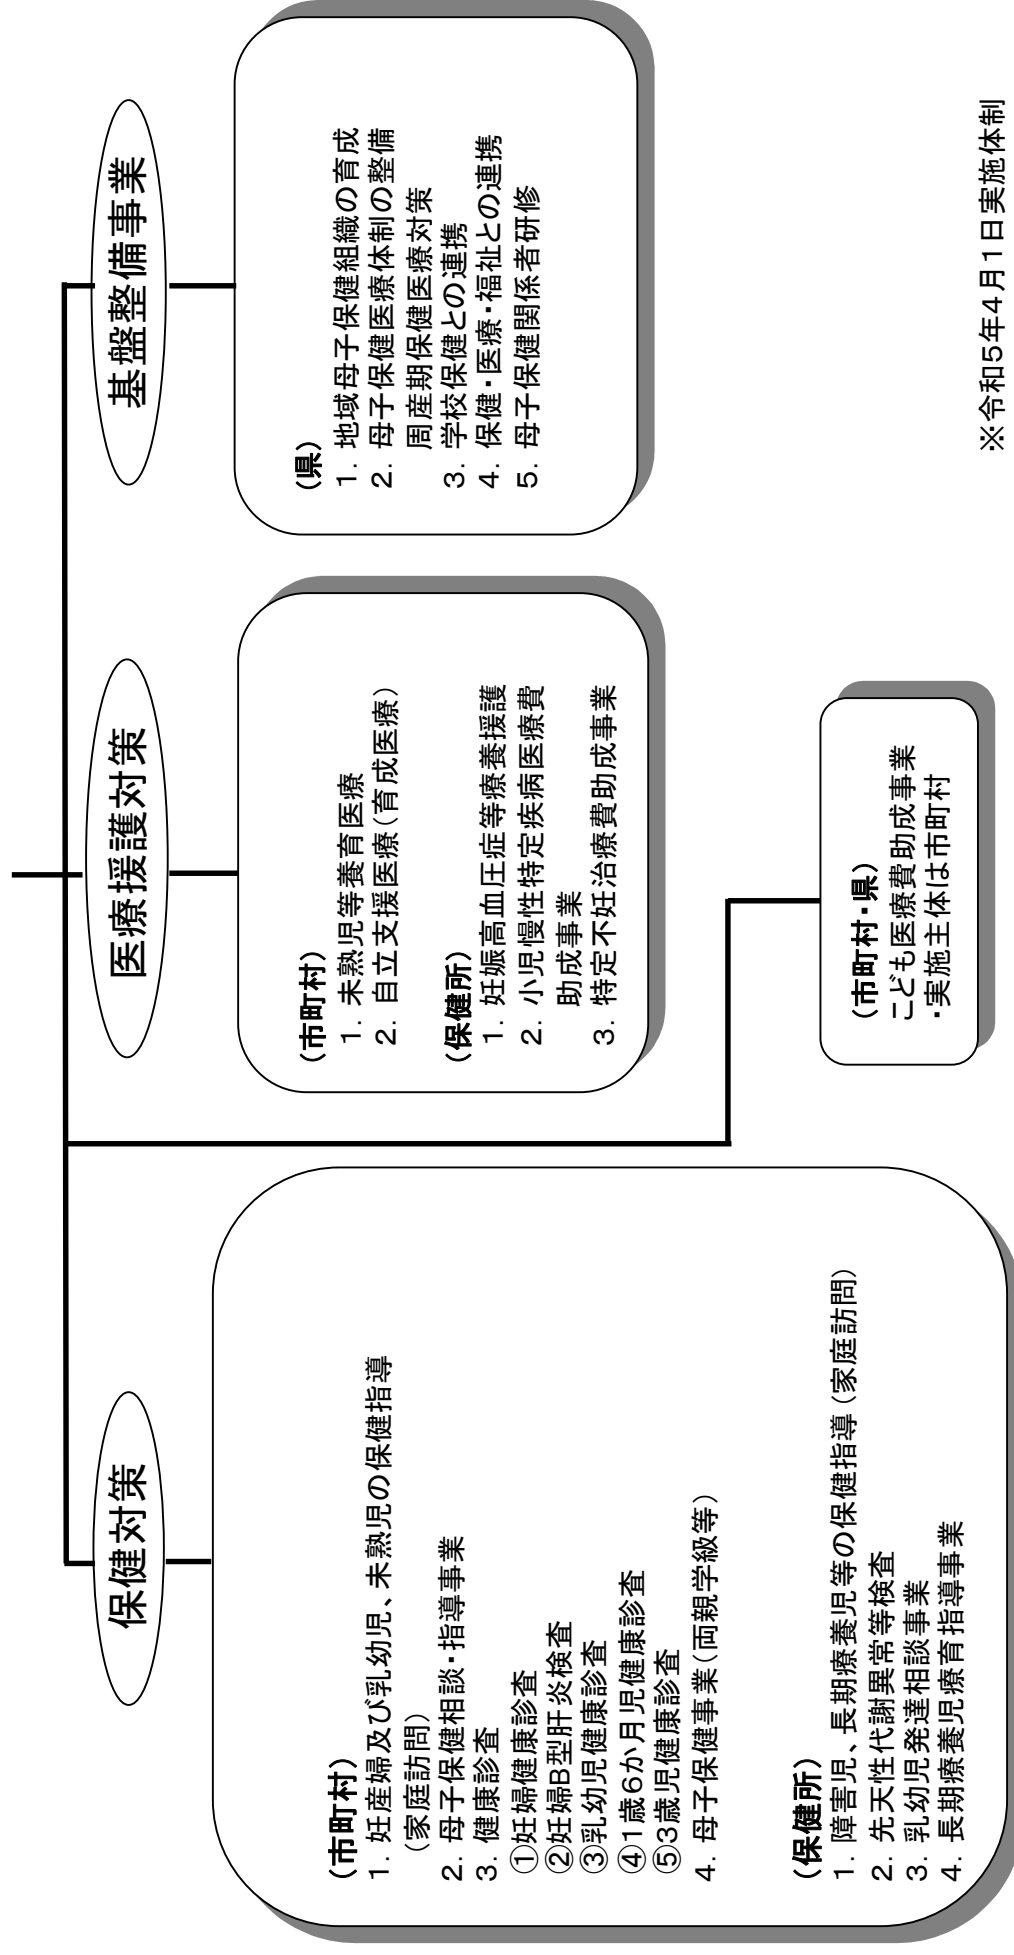 保健対策
(市町村)
1. 妊産婦及び乳幼児、未熟児の保健指導
(家庭訪問)
2. 母子保健相談・指導事業
3. 健康診査
①妊婦健康診査
②妊婦B型肝炎検査
③乳幼児健康診査
④1歳6か月児健康診査
⑤3歳児健康診査
4. 母子保健事業(両親学級等)
(保健所)
1. 障害児、長期療養児等の保健指導(家庭訪問)
2. 先天性代謝異常等検査
3. 乳幼児発達相談事業
4. 長期療養児療育指導事業
医療援護対策
(市町村)
1. 未熟児等養育医療
2. 自立支援医療(育成医療)
(保健所)
1. 妊娠高血圧症等療養援護
2. 小児慢性特定疾病医療費
助成事業
3. 特定不妊治療費助成事業
(市町村・県)
こども医療費助成事業
・実施主体は市町村
基盤整備事業
(県)
1. 地域母子保健組織の育成
2. 母子保健医療体制の整備
周産期保健医療対策
3. 学校保健との連携
4. 保健・医療・福祉との連携
5. 母子保健関係者研修
※令和5年4月1日実施体制